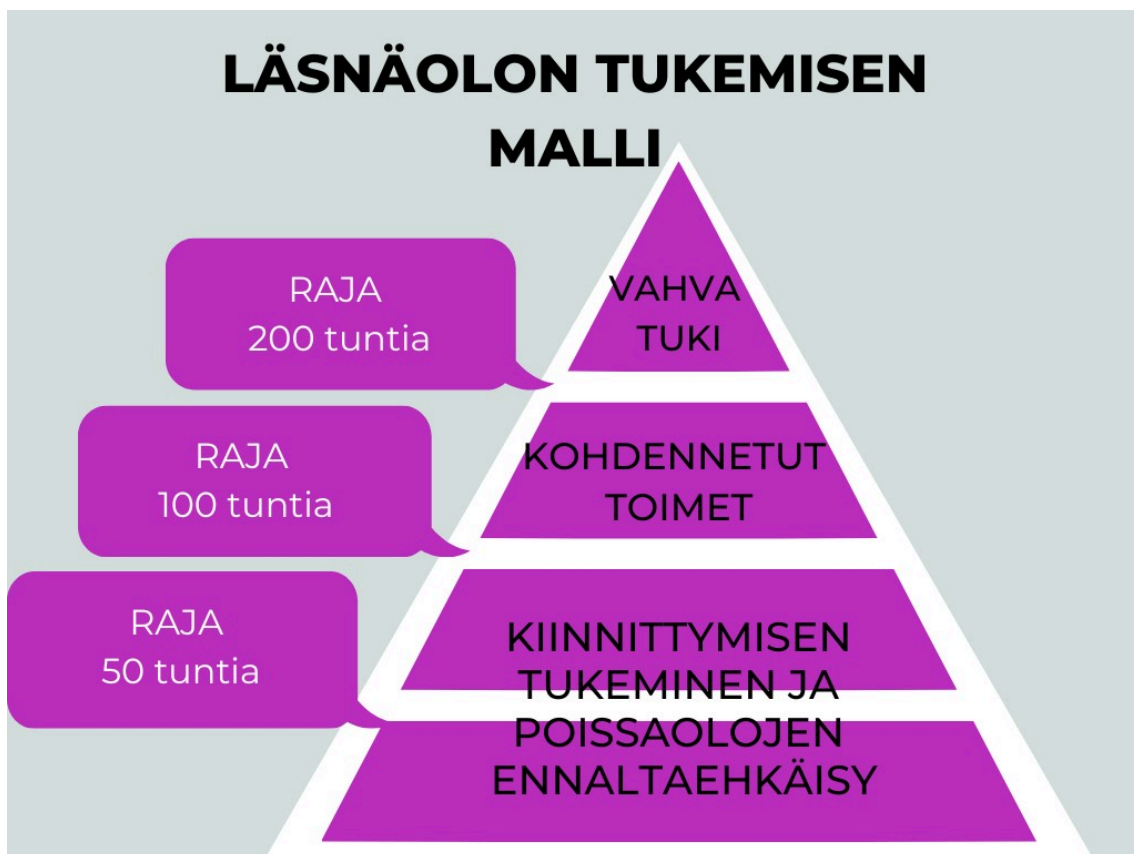 LÄSNÄOLON TUKEMISEN
MALLI
RAJA
200 tuntia
VAHVA
TUKI
RAJA
100 tuntia
KOHDENNETUT
TOIMET
RAJA
50 tuntia
KIINNITTYMISEN
TUKEMINEN JA
POISSAOLOJEN
ENNALTAEHKÄISY